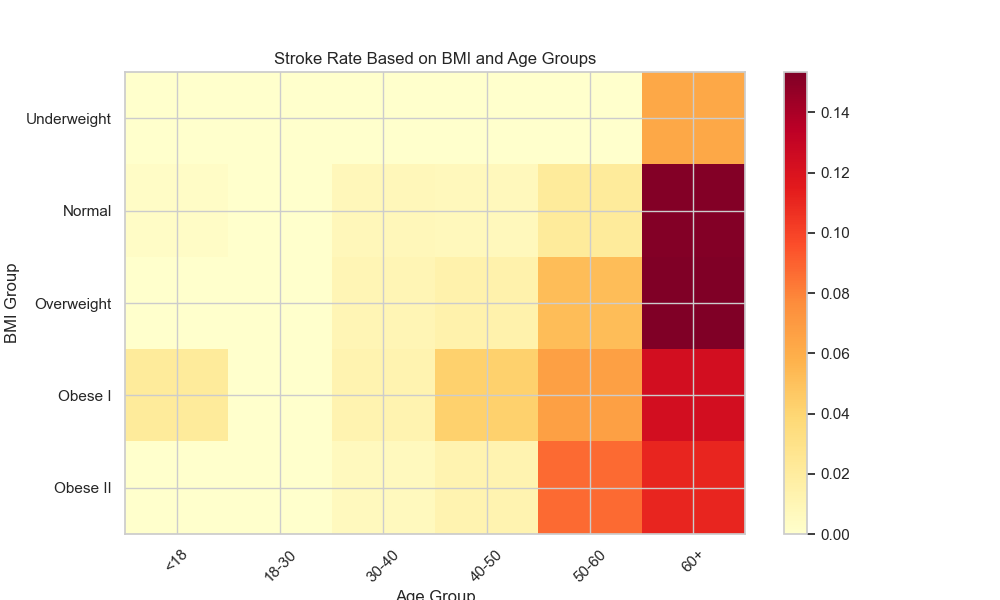 Stroke Rate Based on BMI and Age Groups
BMI Group
Underweight
Normal
Overweight
Obese I
Obese II
<18
18-30
30-40
40-50
50-60
60+
Age Group
0.14
0.12
0.10
0.08
0.06
0.04
0.02
0.00